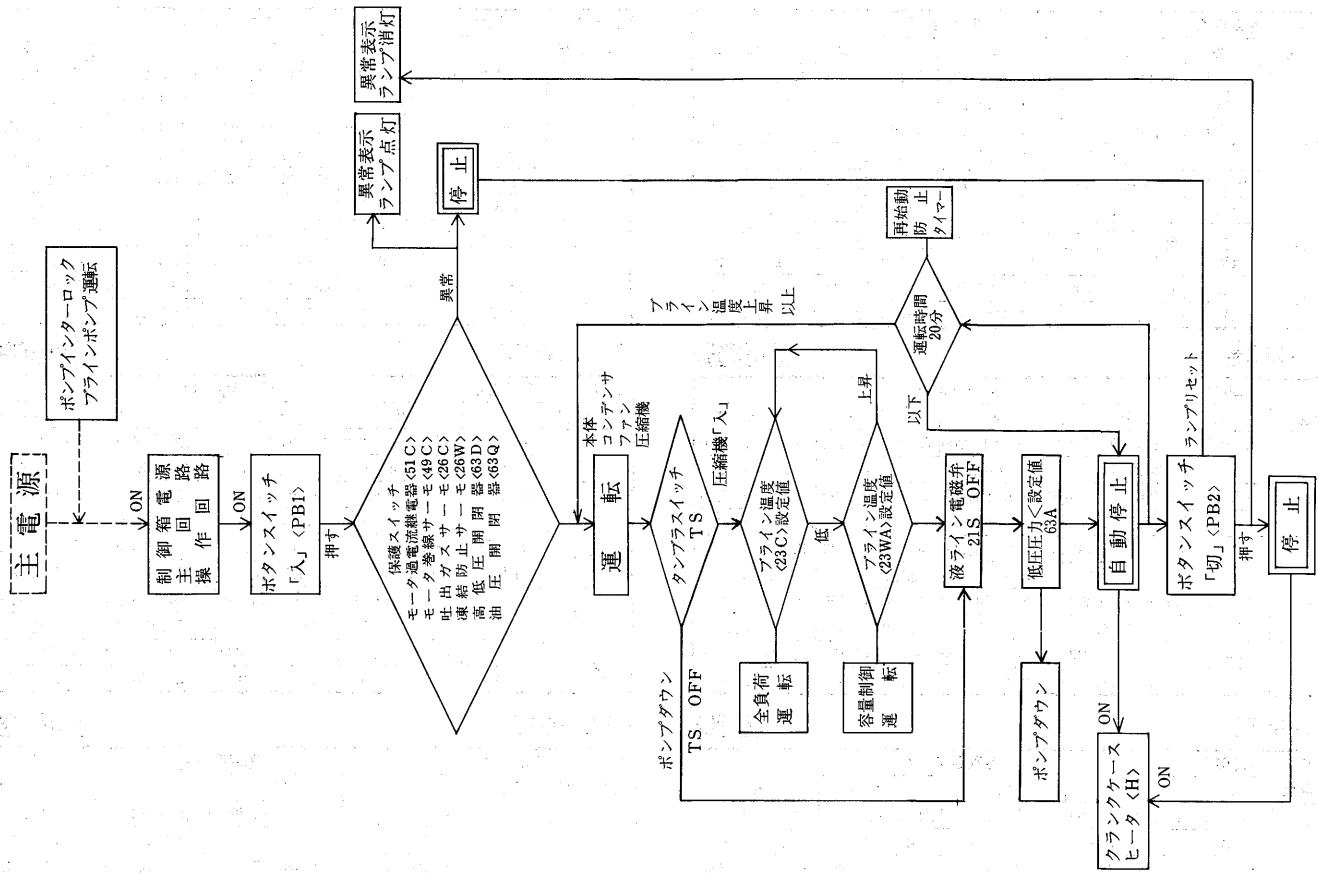 主電源
ポンプインターロック
ブラインポンプ運転
ON
制御箱電源
主回路
操作回路
ON
ボタンスイッチ
「入」<PB1>
押す
保護スイッチ
モータ過電流継電器<51C>
モータ巻線サーモ<49C>
吐出ガスサーモ<26C>
凍結防止サーモ<26W>
高低圧開閉器<63D>
油圧開閉器<63Q>
異常
異常表示
ランプ点灯
異常表示
ランプ消灯
停止
本体
コンデンサ
ファン
圧縮機
運転
タンブラスイッチ
TS
圧縮機「入」
ポンプダウン
TS OFF
ブライン温度
<23C>設定値
全負荷
運転
低
ブライン温度
<23WA>設定値
容量制御
運転
上昇
ブライン
温度上昇
以上
運転時間
20分
再始動
防止
タイマー
以下
液ライン電磁弁
21S OFF
低圧圧力<設定値
63A
ポンプダウン
自動停止
ON
クランクケース
ヒータ<H>
ON
ボタンスイッチ
「切」<PB2>
ランプリセット
押す
停止